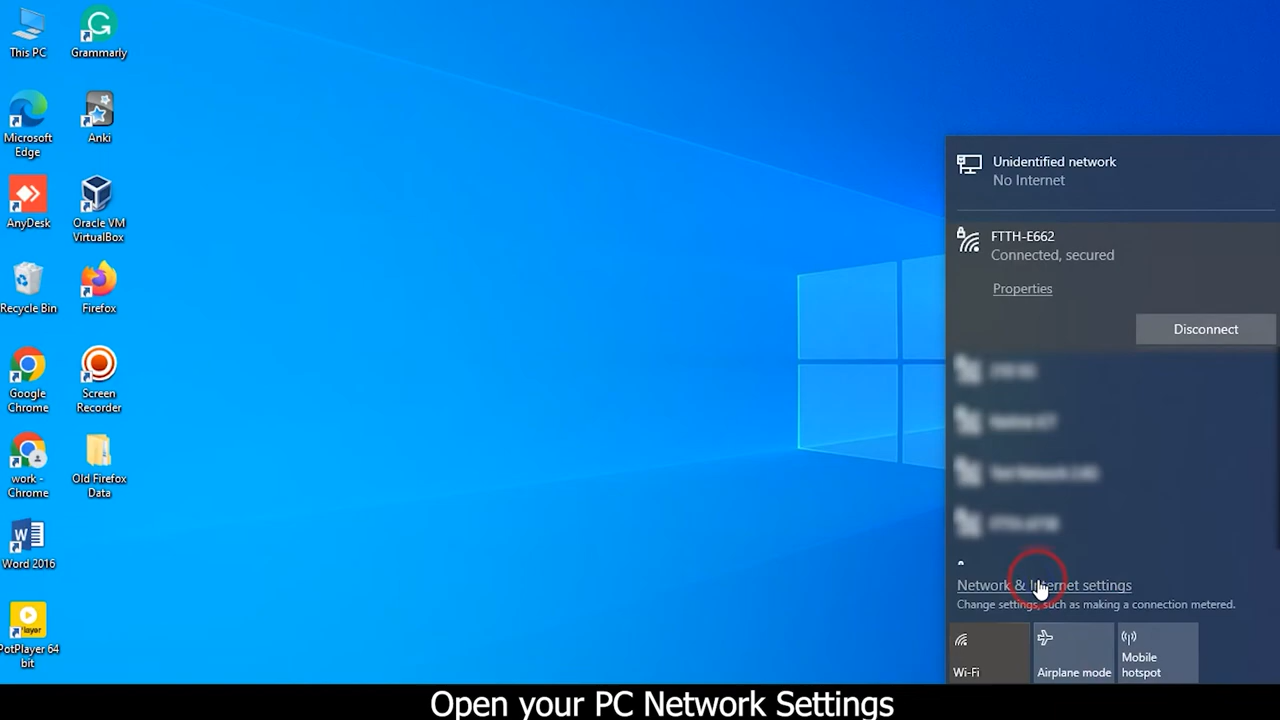 This PC
Grammarly
Microsoft
Edge
Anki
AnyDesk
Oracle VM
VirtualBox
Recycle Bin
Firefox
Google
Chrome
Screen
Recorder
work -
Chrome
Old Firefox
Data
Word 2016
Player
PotPlayer 64
bit
Unidentified network
No Internet
FTTH-E662
Connected, secured
Properties
Disconnect
Network & Internet settings
Change settings, such as making a connection metered.
Wi-Fi
Airplane mode
Mobile
hotspot
Open your PC Network Settings